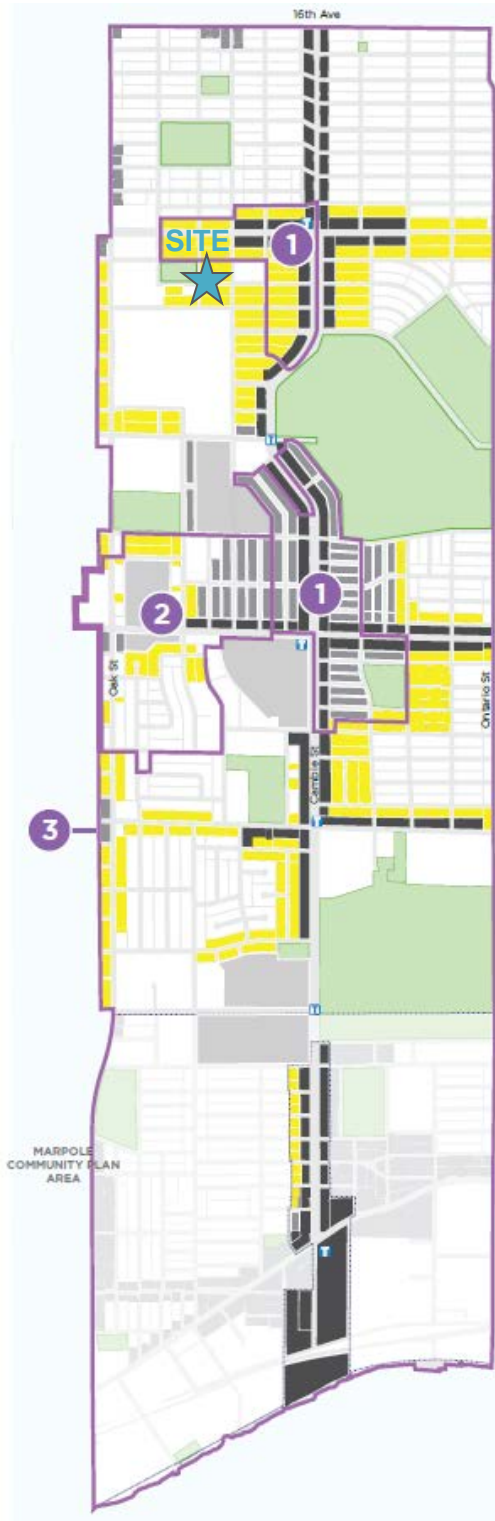 16th Ave
SITE
1
T
T
1
2
T
Oak St
Cambie St
Ontario St
3
T
T
MARPOLE
COMMUNITY PLAN
AREA
T